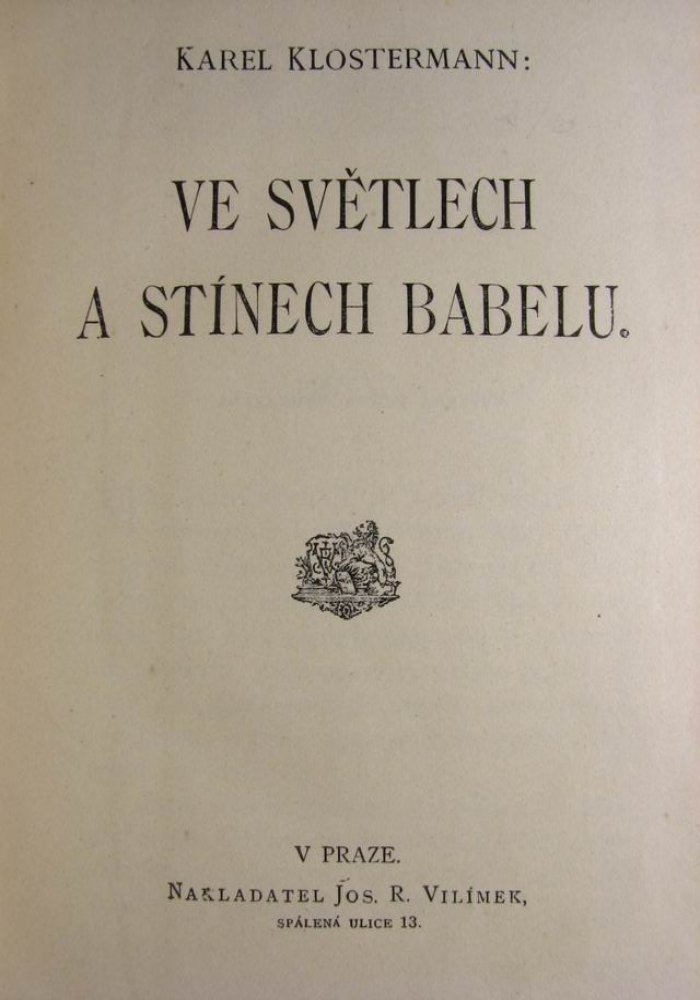 KAREL KLOSTERMANN:
VE SVĚTLECH
A STÍNECH BABELU.
V PRAZE.
NAKLADATEL JOS. R. VILÍMEK,
SPÁLENÁ ULICE 13.